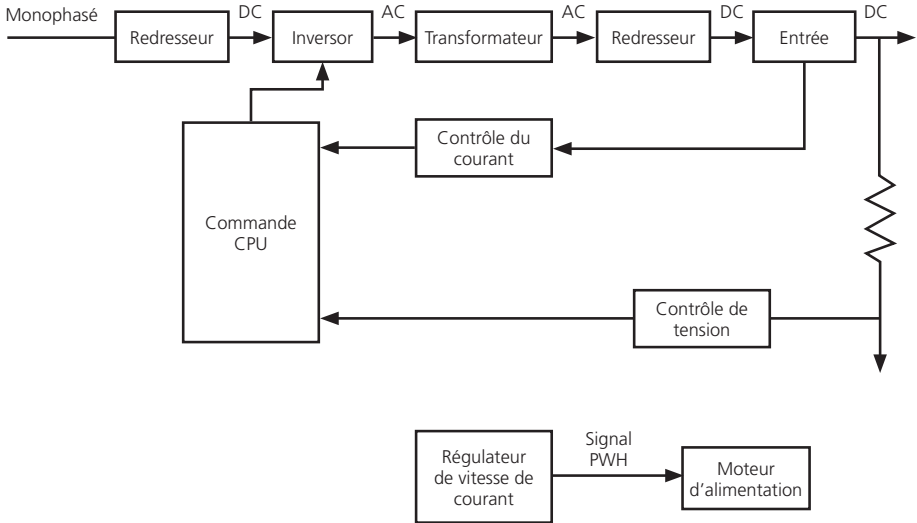 Monophasé
DC
AC
AC
DC
DC
Redresseur
Inversor
Transformateur
Redresseur
Entrée
Contrôle du
courant
Commande
CPU
Contrôle de
tension
Régulateur
de vitesse de
courant
Signal
PWH
Moteur
d'alimentation